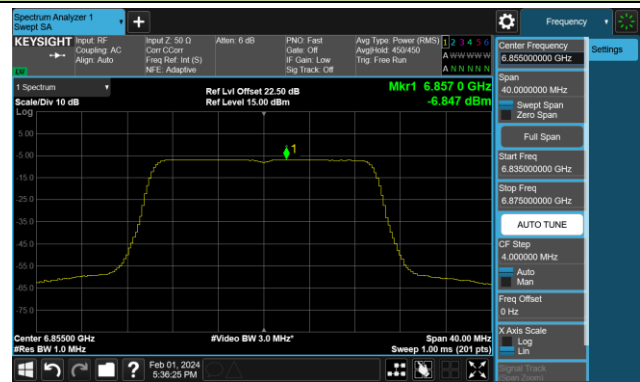 Spectrum Analyzer 1
Swept SA
Frequency
KEYSIGHT
Input: RF
Coupling: AC
Align: Auto
Input Z: 50 Ω
Corr CCorr
Freq Ref: Int (S)
NFE: Adaptive
Atten: 6 dB
PNO: Fast
Gate: Off
IF Gain: Low
Sig Track: Off
Avg Type: Power (RMS)
Avg|Hold: 450/450
Trig: Free Run
1 2 3 4 5 6
A W W W W W
A N N N N N
1 Spectrum
Scale/Div 10 dB
Ref Lvl Offset 22.50 dB
Ref Level 15.00 dBm
Mkr1 6.857 0 GHz
-6.847 dBm
Log
5.00
-5.00
-15.0
-25.0
-35.0
-45.0
-55.0
-65.0
-75.0
1
Center 6.85500 GHz
#Res BW 1.0 MHz
#Video BW 3.0 MHz*
Span 40.00 MHz
Sweep 1.00 ms (201 pts)
Feb 01, 2024
5:36:25 PM
Center Frequency
6.855000000 GHz
Span
40.0000000 MHz
Swept Span
Zero Span
Full Span
Start Freq
6.835000000 GHz
Stop Freq
6.875000000 GHz
AUTO TUNE
CF Step
4.000000 MHz
Auto
Man
Freq Offset
0 Hz
X Axis Scale
Log
Lin
Signal Track
(Span Zoom)
Settings